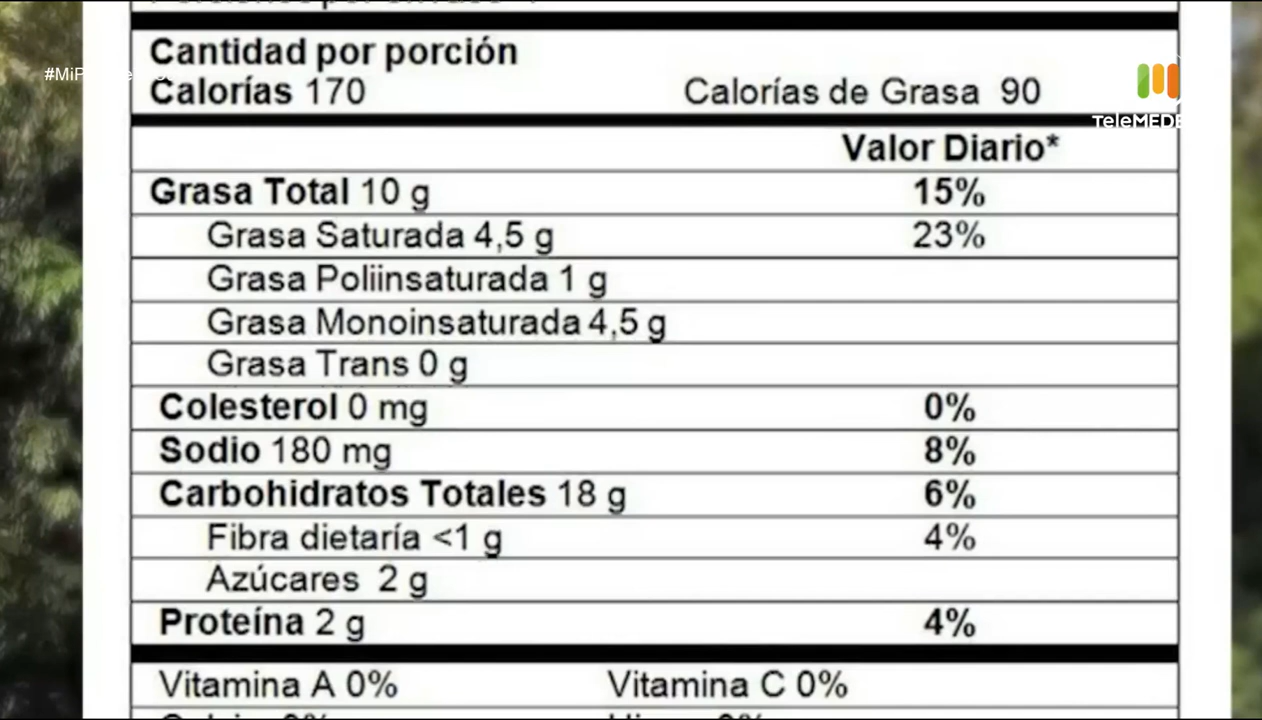 Cantidad por porción
Calorías 170 Calorías de Grasa 90
Valor Diario*
Grasa Total 10 g 15%
Grasa Saturada 4,5 g 23%
Grasa Poliinsaturada 1 g
Grasa Monoinsaturada 4,5 g
Grasa Trans 0 g
Colesterol 0 mg 0%
Sodio 180 mg 8%
Carbohidratos Totales 18 g 6%
Fibra dietaría <1 g 4%
Azúcares 2 g
Proteína 2 g 4%
Vitamina A 0% Vitamina C 0%